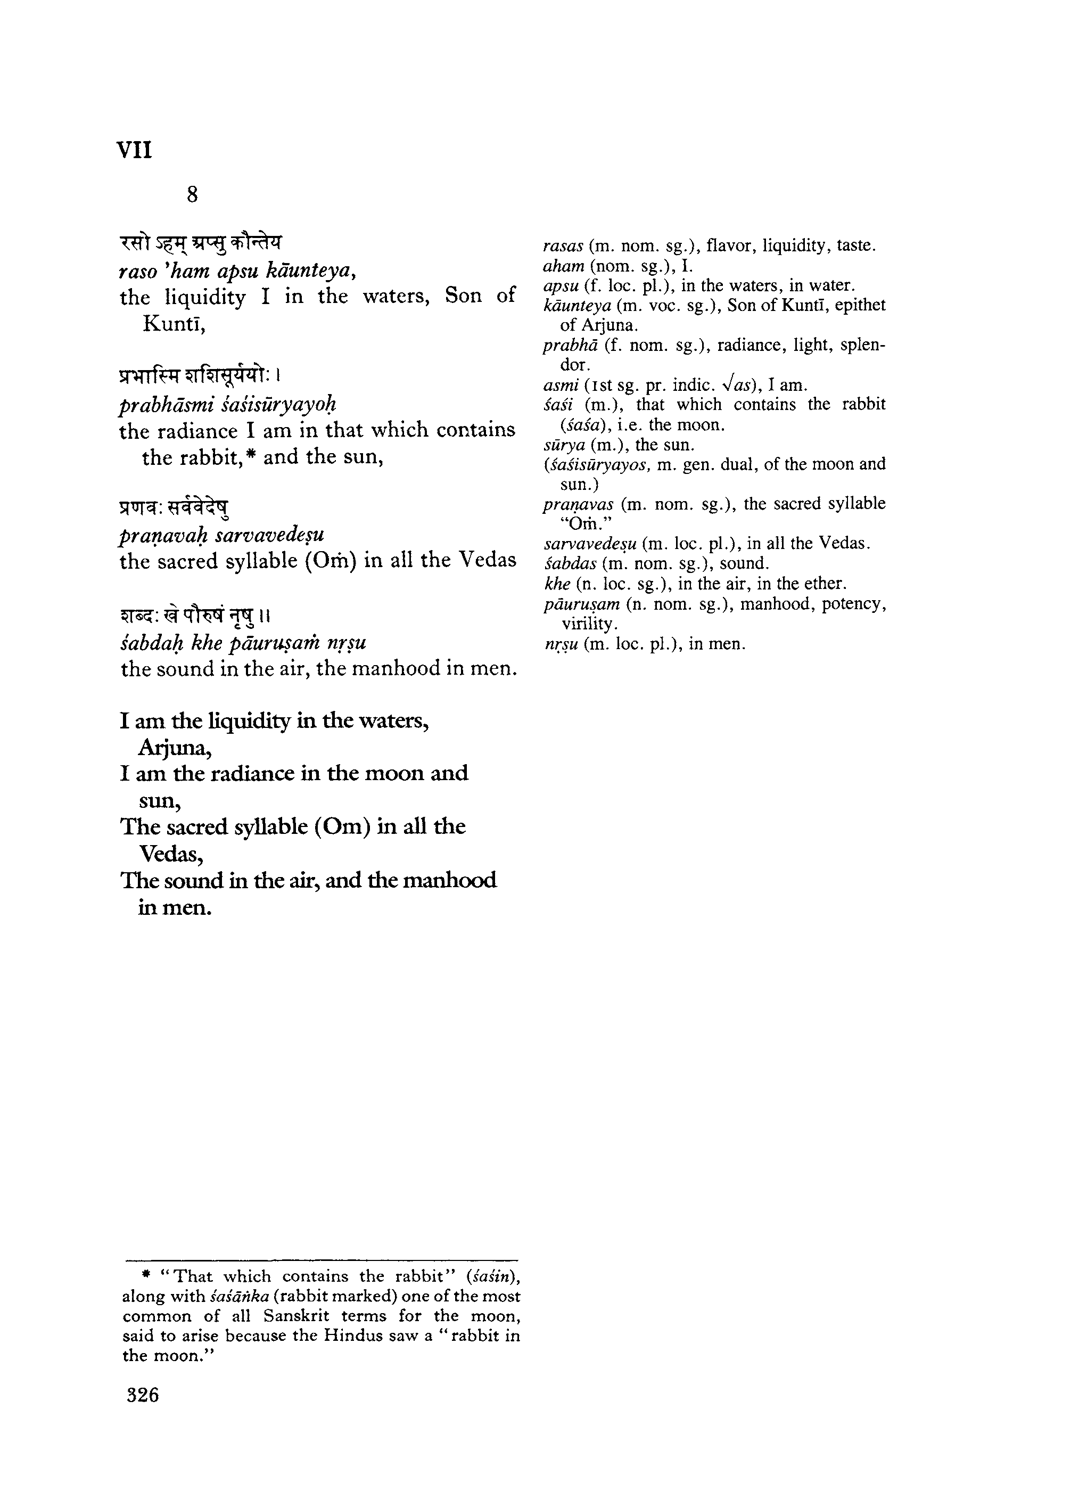 VII
8
रसो ऽहम् अप्सु कौन्तेय
raso 'ham apsu kāunteya,
the liquidity I in the waters, Son of
Kuntī,
प्रभास्मि शशिसूर्ययोः ।
prabhāsmi śaśisūryayoḥ
the radiance I am in that which contains
the rabbit,* and the sun,
प्रणवः सर्ववेदेषु
praṇavaḥ sarvavedeṣu
the sacred syllable (Oṁ) in all the Vedas
शब्दः खे पौरुषं नृषु ॥
śabdaḥ khe pāuruṣaṁ nṛṣu
the sound in the air, the manhood in men.
I am the liquidity in the waters,
Arjuna,
I am the radiance in the moon and
sun,
The sacred syllable (Om) in all the
Vedas,
The sound in the air, and the manhood
in men.
rasas (m. nom. sg.), flavor, liquidity, taste.
aham (nom. sg.), I.
apsu (f. loc. pl.), in the waters, in water.
kāunteya (m. voc. sg.), Son of Kuntī, epithet
of Arjuna.
prabhā (f. nom. sg.), radiance, light, splen-
dor.
asmi (1st sg. pr. indic. √as), I am.
śaśi (m.), that which contains the rabbit
(śaśa), i.e. the moon.
sūrya (m.), the sun.
(śaśisūryayos, m. gen. dual, of the moon and
sun.)
praṇavas (m. nom. sg.), the sacred syllable
“Oṁ.”
sarvavedeṣu (m. loc. pl.), in all the Vedas.
śabdas (m. nom. sg.), sound.
khe (n. loc. sg.), in the air, in the ether.
pāuruṣam (n. nom. sg.), manhood, potency,
virility.
nṛṣu (m. loc. pl.), in men.
* “That which contains the rabbit” (śaśin),
along with śaśāṅka (rabbit marked) one of the most
common of all Sanskrit terms for the moon,
said to arise because the Hindus saw a “rabbit in
the moon.”
326